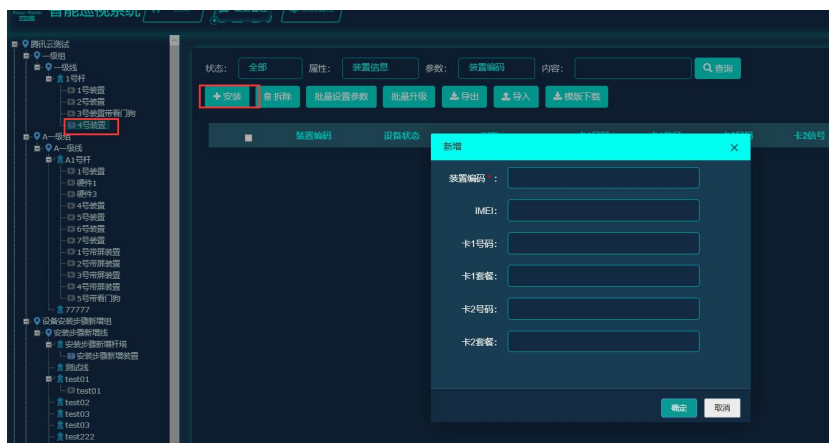 智能巡视系统
腾讯云测试
一级组
一级线
1号杆
1号装置
2号装置
3号装置带看门狗
4号装置
A一级组
A一级线
A1号杆
1号装置
硬件1
硬件3
4号装置
5号装置
6号装置
7号装置
1号带屏装置
2号带屏装置
3号带屏装置
4号带屏装置
5号带看门狗
77777
设备安装步骤新增组
安装步骤新增线
安装步骤新增杆塔
安装步骤新增装置
测试线
test01
test01
test02
test03
test03
test222
状态: 全部 属性: 装置信息 参数: 装置编码 内容: 查询
+安装 拆除 批量设置参数 批量升级 导出 导入 模版下载
装置编码 设备状态 卡2信号
新增 ×
装置编码*:
IMEI:
卡1号码:
卡1套餐:
卡2号码:
卡2套餐:
确定 取消